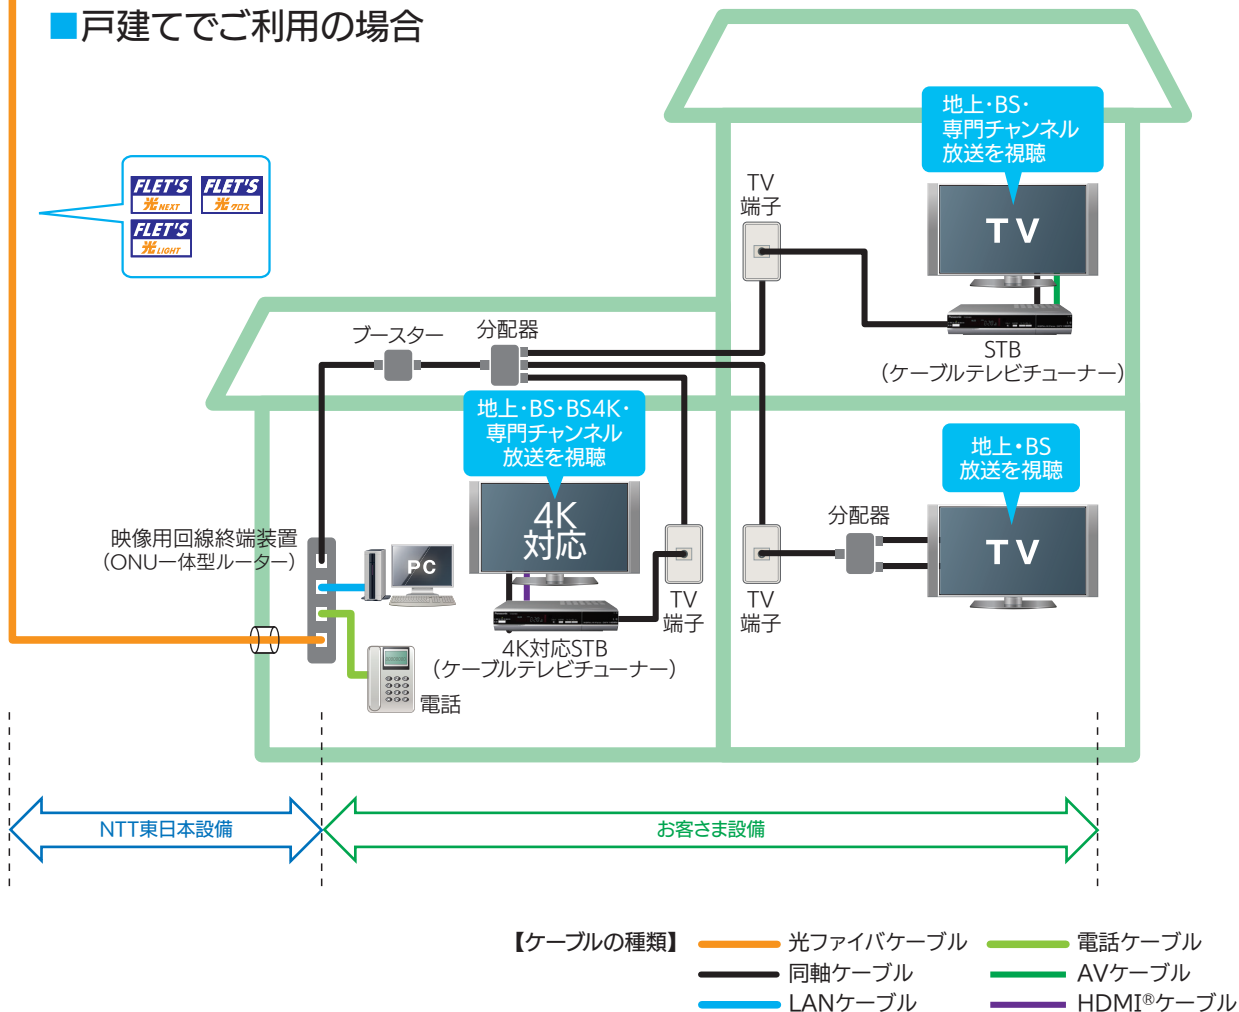 ■戸建てでご利用の場合
FLET'S
光 NEXT
FLET'S
光 クロス
FLET'S
光 LIGHT
地上・BS・
専門チャンネル
放送を視聴
TV
端子
TV
STB
（ケーブルテレビチューナー）
ブースター
分配器
地上・BS・BS4K・
専門チャンネル
放送を視聴
地上・BS
放送を視聴
4K
対応
分配器
TV
映像用回線終端装置
（ONU一体型ルーター）
PC
TV
端子
TV
端子
4K対応STB
（ケーブルテレビチューナー）
電話
NTT東日本設備
お客さま設備
【ケーブルの種類】
光ファイバケーブル
電話ケーブル
同軸ケーブル
AVケーブル
LANケーブル
HDMI®ケーブル